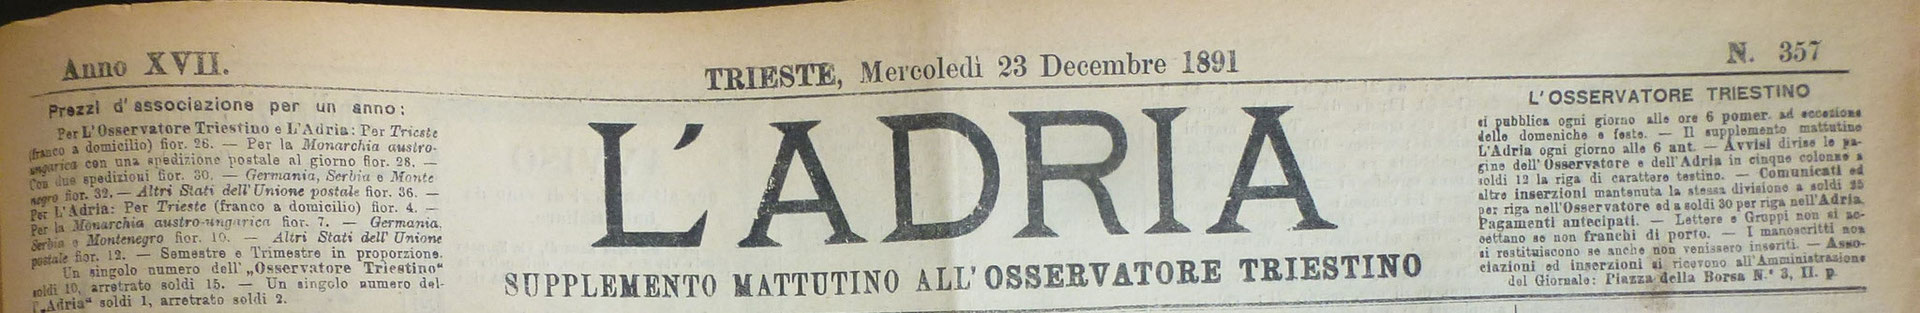 Anno XVII.
TRIESTE, Mercoledì 23 Decembre 1891
N. 357
Prezzi d'associazione per un anno:
Per L'Osservatore Triestino e L'Adria: Per Trieste
(franco a domicilio) fior. 26. — Per la Monarchia austro-
ungarica con una spedizione postale al giorno fior. 28. —
Con due spedizioni fior. 30. — Germania, Serbia e Monte
negro fior. 32. — Altri Stati dell'Unione postale fior. 36. —
Per L'Adria: Per Trieste (franco a domicilio) fior. 4. —
Per la Monarchia austro-ungarica fior. 7. — Germania,
Serbia e Montenegro fior. 10. — Altri Stati dell'Unione
postale fior. 12. — Semestre e Trimestre in proporzione.
Un singolo numero dell'„Osservatore Triestino“
soldi 10, arretrato soldi 15. — Un singolo numero del-
l'„Adria“ soldi 1, arretrato soldi 2.
L'ADRIA
SUPPLEMENTO MATTUTINO ALL'OSSERVATORE TRIESTINO
L'OSSERVATORE TRIESTINO
si pubblica ogni giorno alle ore 6 pomer. ad eccezione
delle domeniche e feste. — Il supplemento mattutino
L'Adria ogni giorno alle 6 ant. — Avvisi divise le pa-
gine dell'Osservatore e dell'Adria in cinque colonne a
soldi 12 la riga di carattere testino. — Comunicati ed
altre inserzioni mantenuta la stessa divisione a soldi 25
per riga nell'Osservatore ed a soldi 30 per riga nell'Adria.
Pagamenti antecipati. — Lettere e Gruppi non si ac-
cettano se non franchi di porto. — I manoscritti non
si restituiscono se anche non venissero inseriti. — Asso-
ciazioni ed inserzioni si ricevono all'Amministrazione
del Giornale: Piazza della Borsa N.º 3, II. p.